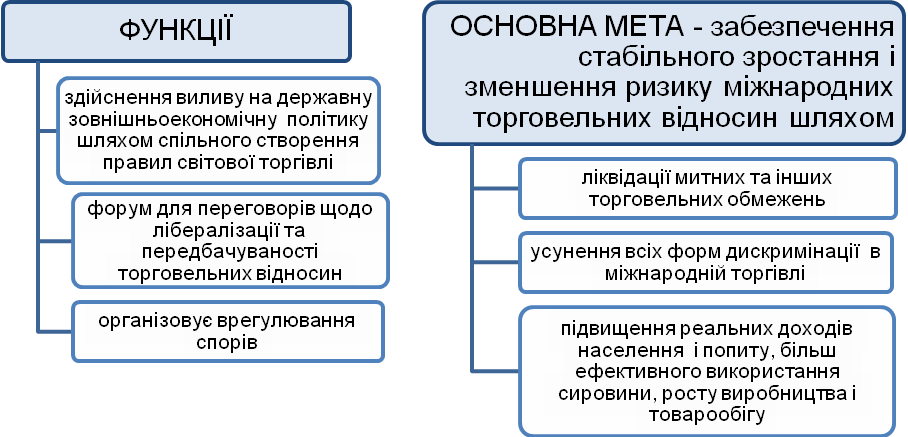 ФУНКЦІЇ
здійснення виливу на державну
зовнішньоекономічну політику
шляхом спільного створення
правил світової торгівлі
форум для переговорів щодо
лібералізації та
передбачуваності
торговельних відносин
організовує врегулювання
спорів
ОСНОВНА МЕТА - забезпечення
стабільного зростання і
зменшення ризику міжнародних
торговельних відносин шляхом
ліквідації митних та інших
торговельних обмежень
усунення всіх форм дискримінації в
міжнародній торгівлі
підвищення реальних доходів
населення і попиту, більш
ефективного використання
сировини, росту виробництва і
товарообігу